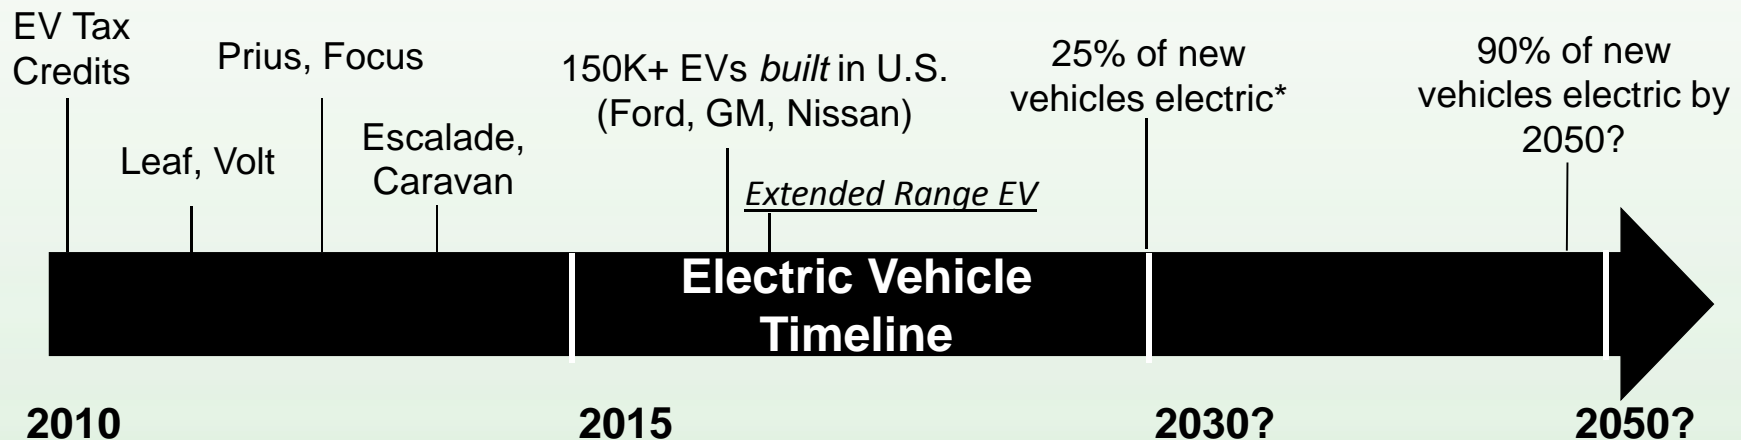 EV Tax
Credits
Prius, Focus
Leaf, Volt
Escalade,
Caravan
150K+ EVs built in U.S.
(Ford, GM, Nissan)
Extended Range EV
25% of new
vehicles electric*
90% of new
vehicles electric by
2050?
Electric Vehicle
Timeline
2010
2015
2030?
2050?